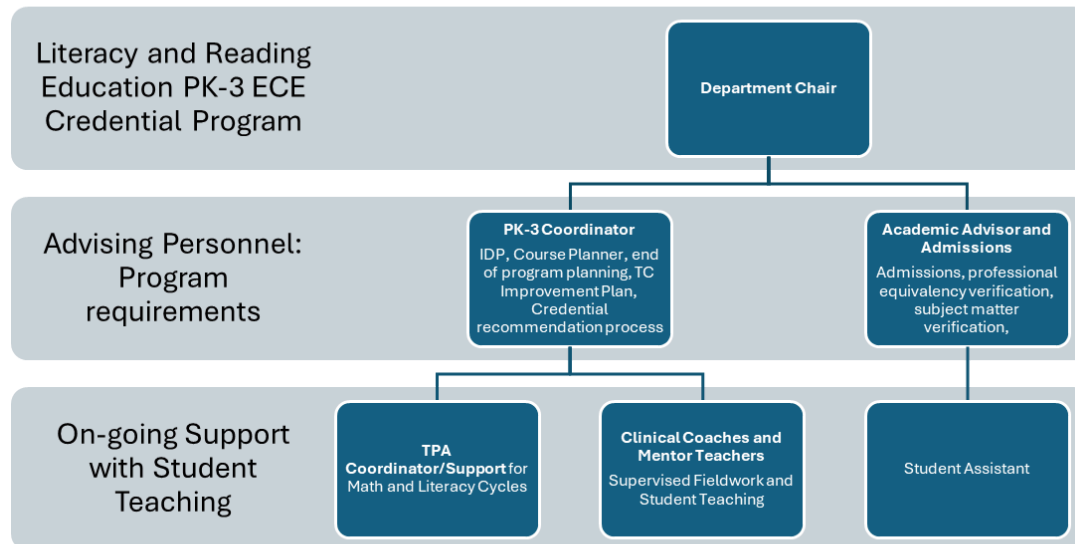 Literacy and Reading
Education PK-3 ECE
Credential Program
Department Chair
Advising Personnel:
Program
requirements
PK-3 Coordinator
IDP, Course Planner, end
of program planning, TC
Improvement Plan,
Credential
recommendation process
Academic Advisor and
Admissions
Admissions, professional
equivalency verification,
subject matter
verification,
On-going Support
with Student
Teaching
TPA
Coordinator/Support for
Math and Literacy Cycles
Clinical Coaches and
Mentor Teachers
Supervised Fieldwork and
Student Teaching
Student Assistant